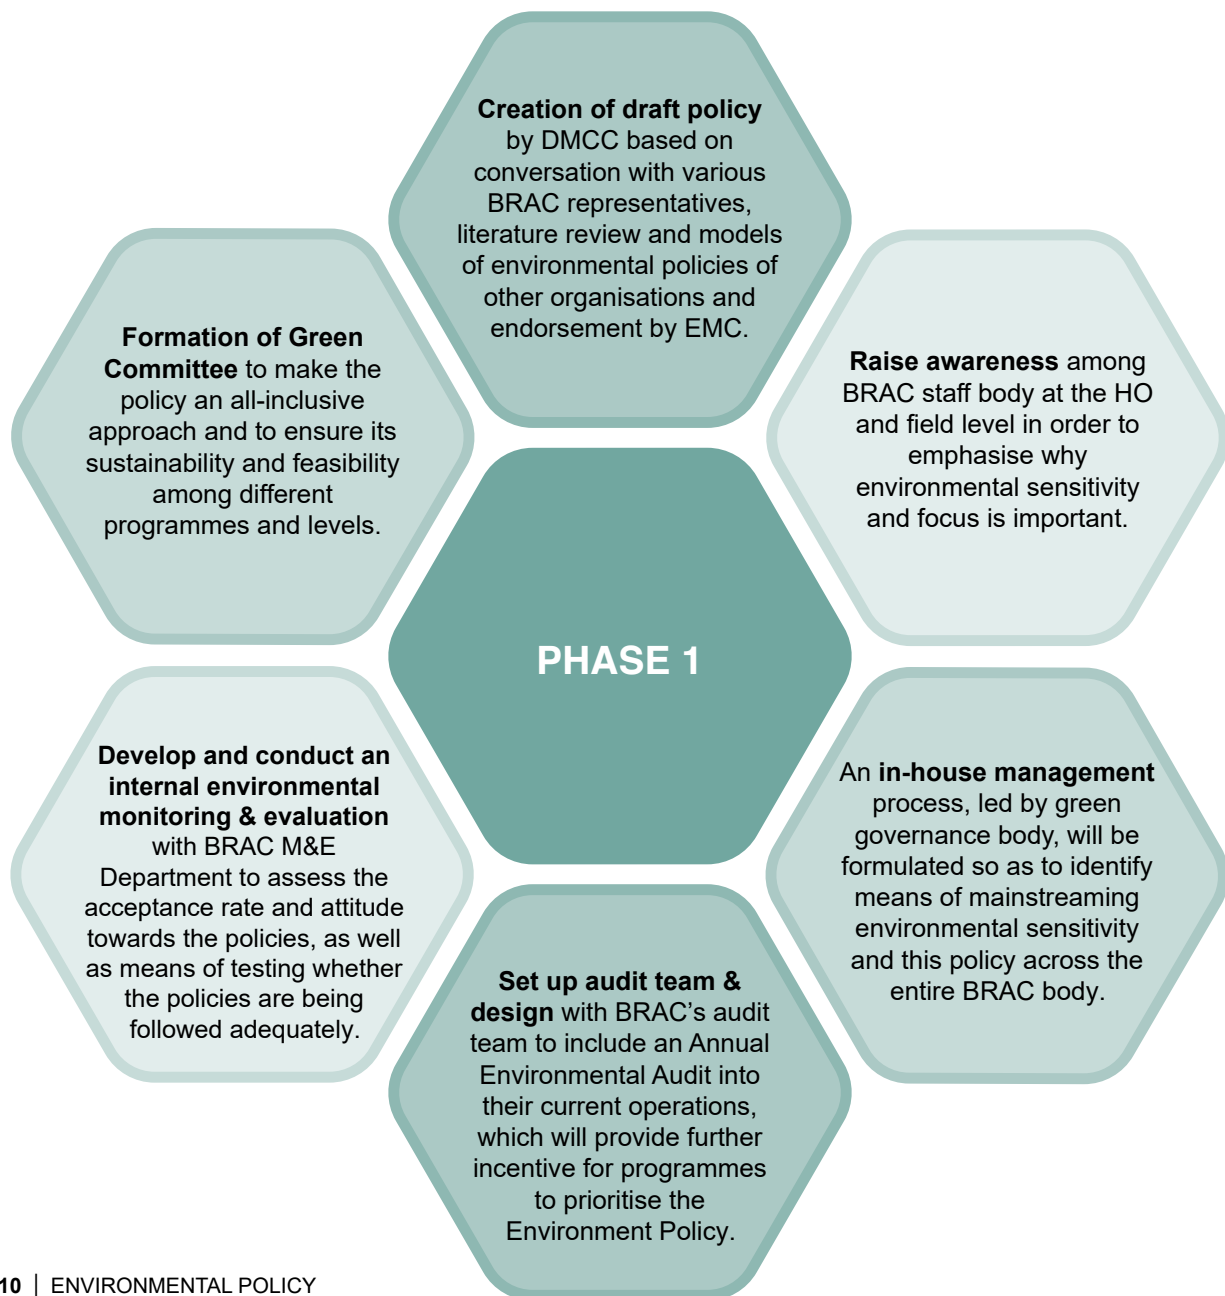 Creation of draft policy
by DMCC based on
conversation with various
BRAC representatives,
literature review and models
of environmental policies of
other organisations and
endorsement by EMC.
Formation of Green
Committee to make the
policy an all-inclusive
approach and to ensure its
sustainability and feasibility
among different
programmes and levels.
Raise awareness among
BRAC staff body at the HO
and field level in order to
emphasise why
environmental sensitivity
and focus is important.
PHASE 1
Develop and conduct an
internal environmental
monitoring & evaluation
with BRAC M&E
Department to assess the
acceptance rate and attitude
towards the policies, as well
as means of testing whether
the policies are being
followed adequately.
An in-house management
process, led by green
governance body, will be
formulated so as to identify
means of mainstreaming
environmental sensitivity
and this policy across the
entire BRAC body.
Set up audit team &
design with BRAC’s audit
team to include an Annual
Environmental Audit into
their current operations,
which will provide further
incentive for programmes
to prioritise the
Environment Policy.
10 | ENVIRONMENTAL POLICY